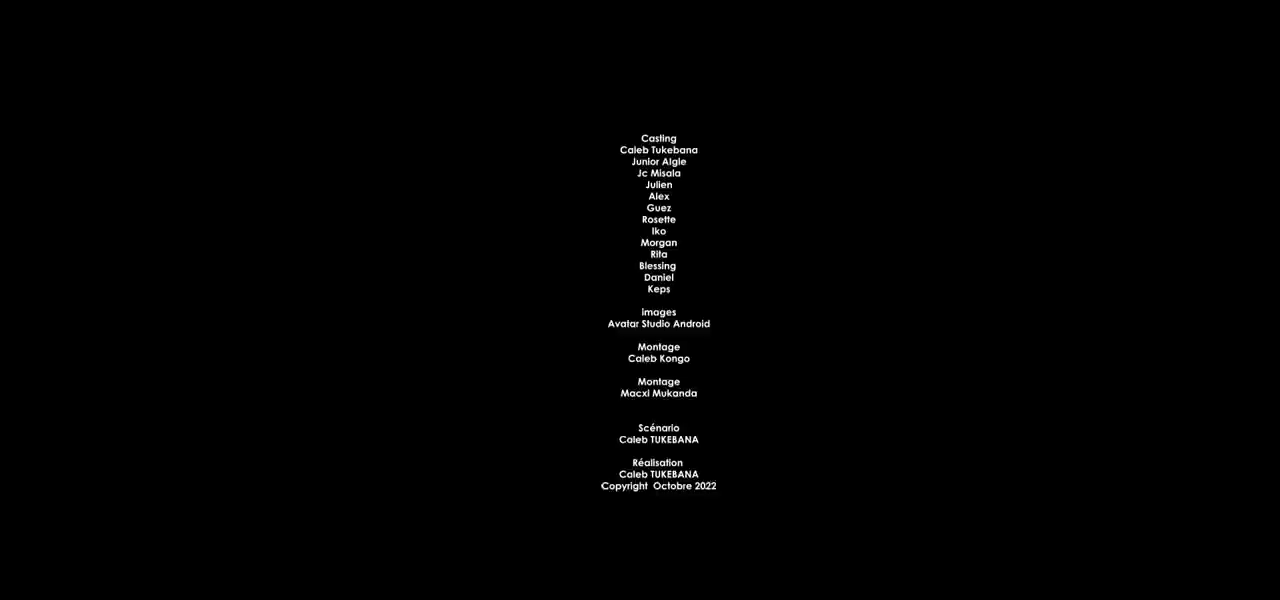 Casting
Caleb Tukebana
Junior Aigle
Jc Misala
Julien
Alex
Guez
Rosette
Iko
Morgan
Rita
Blessing
Daniel
Keps
images
Avatar Studio Android
Montage
Caleb Kongo
Montage
Macxi Mukanda
Scénario
Caleb TUKEBANA
Réalisation
Caleb TUKEBANA
Copyright Octobre 2022